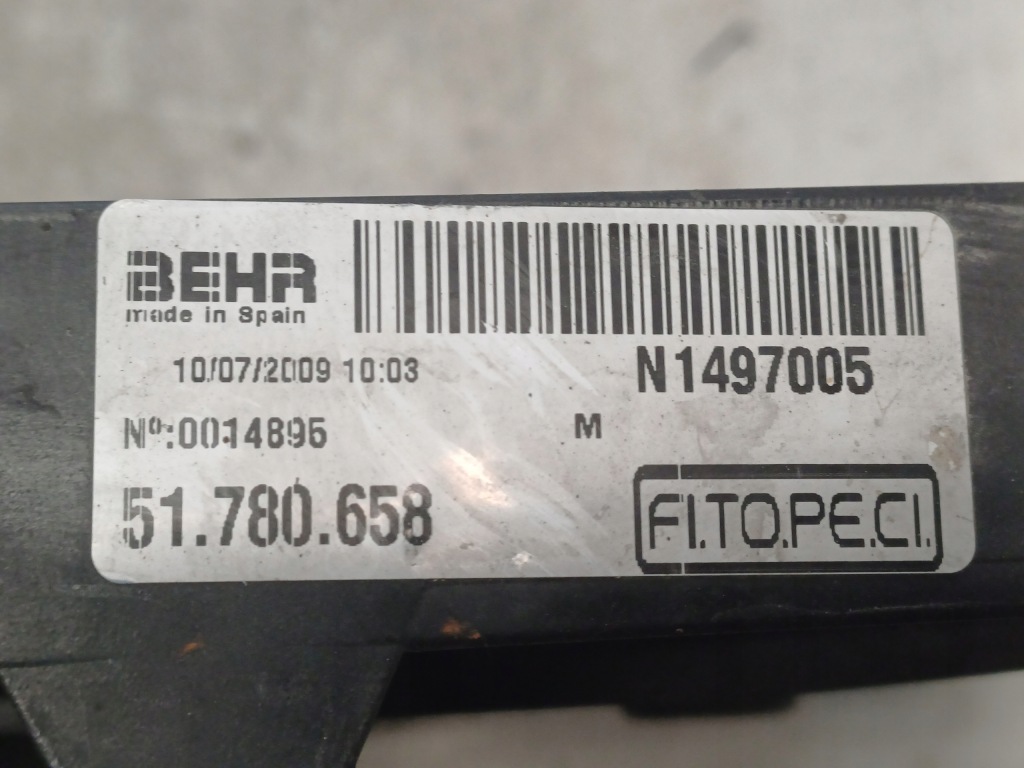 BEHR
made in Spain
10/07/2009 10:03
N1497005
Nº:0014895
M
51.780.658
FI.TO.PE.CI.